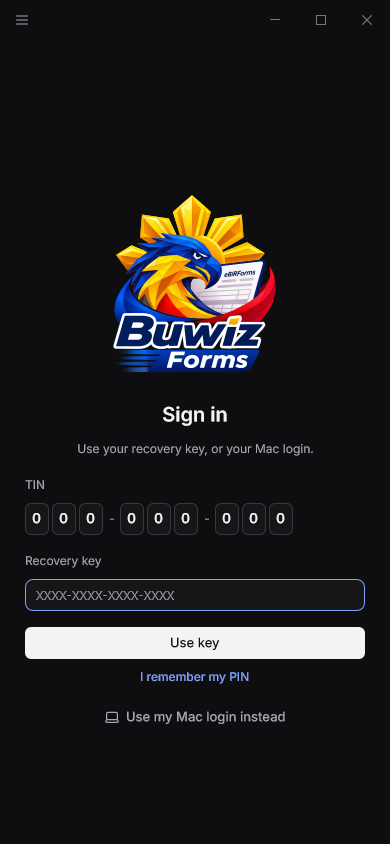 eBIRForms
Buwiz
Forms
Sign in
Use your recovery key, or your Mac login.
TIN
0 0 0 - 0 0 0 - 0 0 0
Recovery key
XXXX-XXXX-XXXX-XXXX
Use key
I remember my PIN
Use my Mac login instead